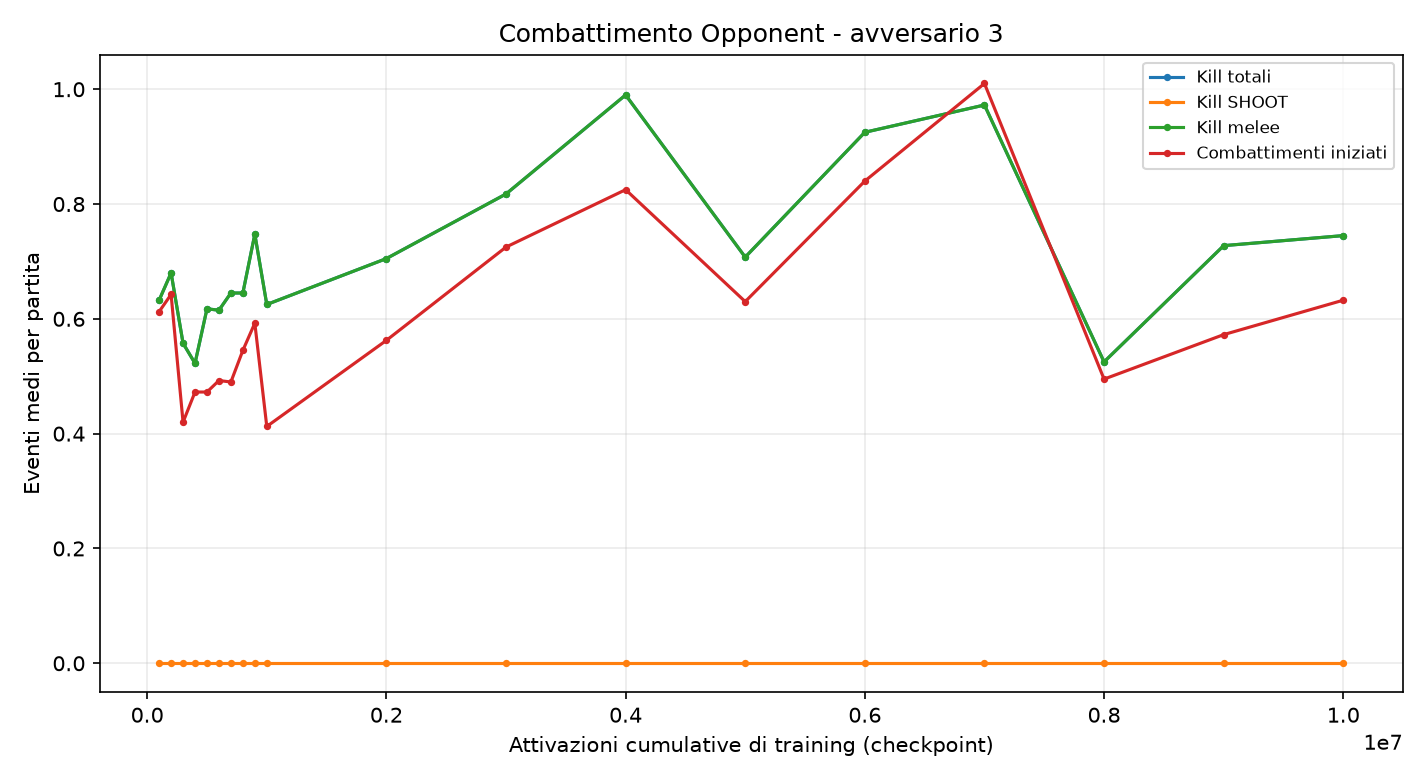 Combattimento Opponent - avversario 3
Kill totali
Kill SHOOT
Kill melee
Combattimenti iniziati
Eventi medi per partita
1.0
0.8
0.6
0.4
0.2
0.0
0.0 0.2 0.4 0.6 0.8 1.0
1e7
Attivazioni cumulative di training (checkpoint)